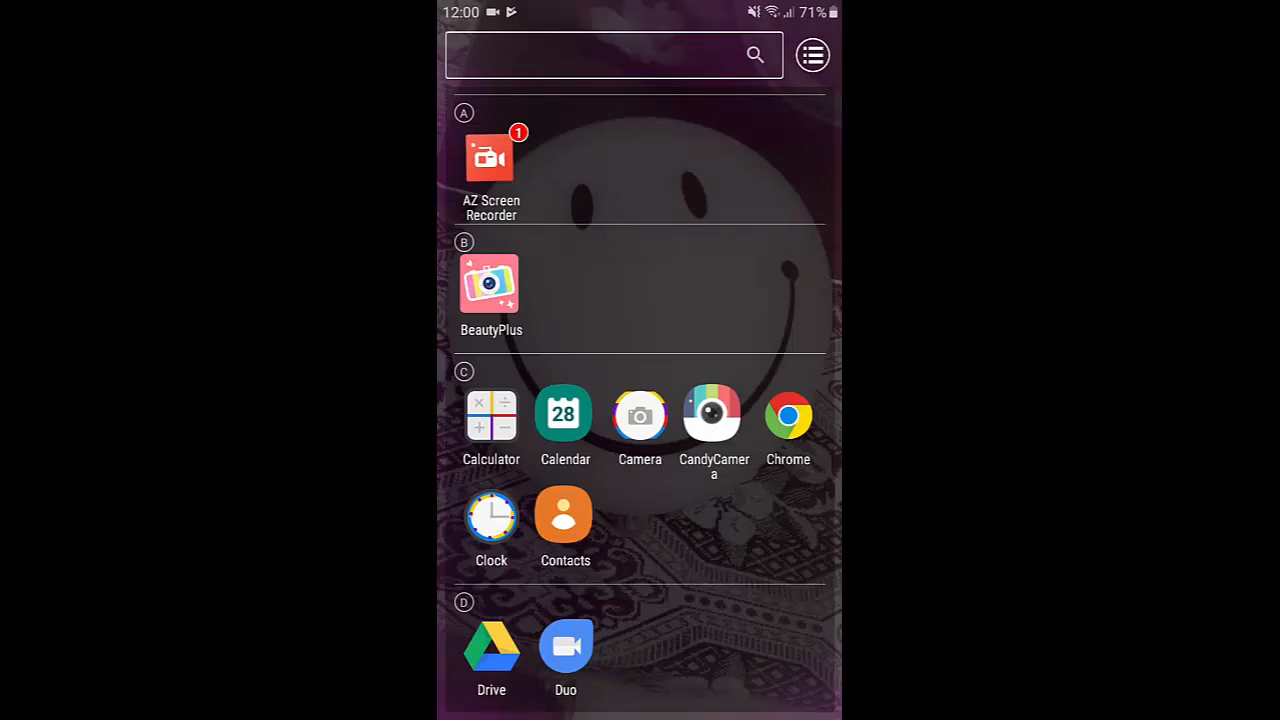 12:00 71%
A
1
AZ Screen
Recorder
B
BeautyPlus
C
28
Calculator Calendar Camera CandyCamer
a
Chrome
Clock Contacts
D
Drive Duo